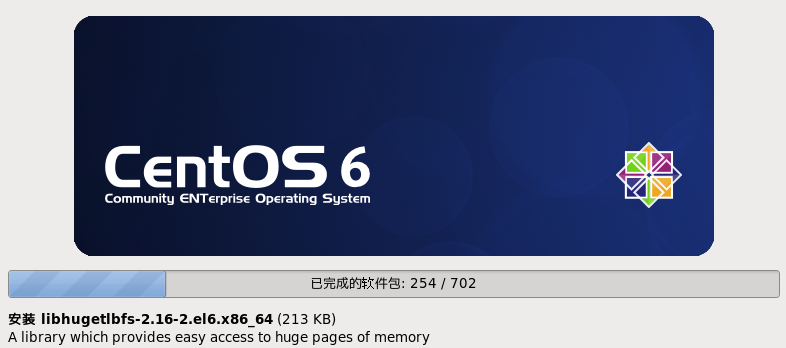 CentOS 6
Community ENTerprise Operating System
已完成的软件包: 254 / 702
安装 libhugetlbfs-2.16-2.el6.x86_64 (213 KB)
A library which provides easy access to huge pages of memory